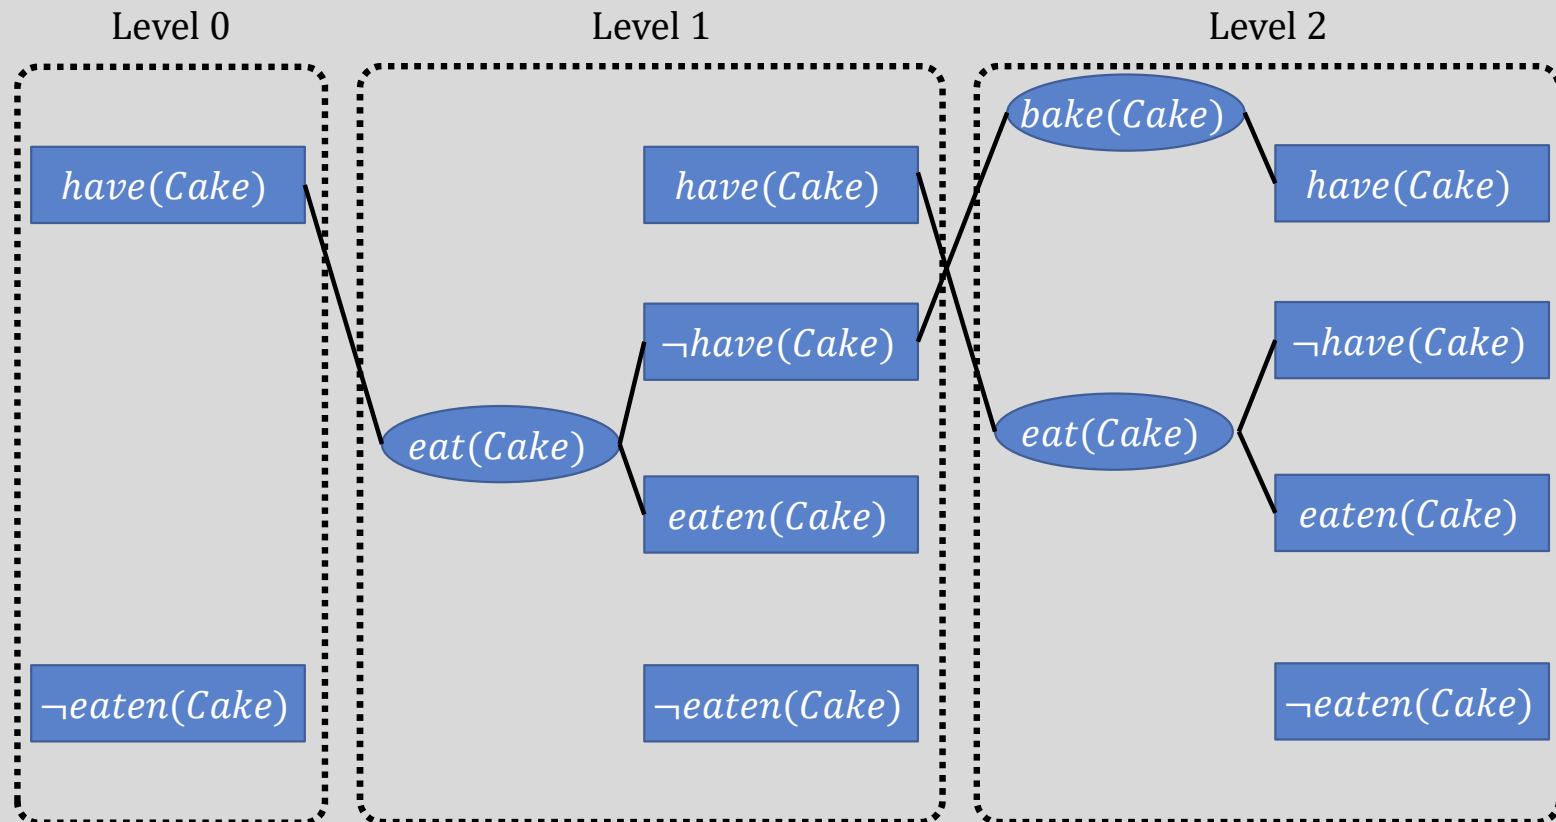 Level 0
have(Cake)
¬eaten(Cake)
Level 1
have(Cake)
¬have(Cake)
eat(Cake)
eaten(Cake)
¬eaten(Cake)
Level 2
bake(Cake)
have(Cake)
¬have(Cake)
eat(Cake)
eaten(Cake)
¬eaten(Cake)